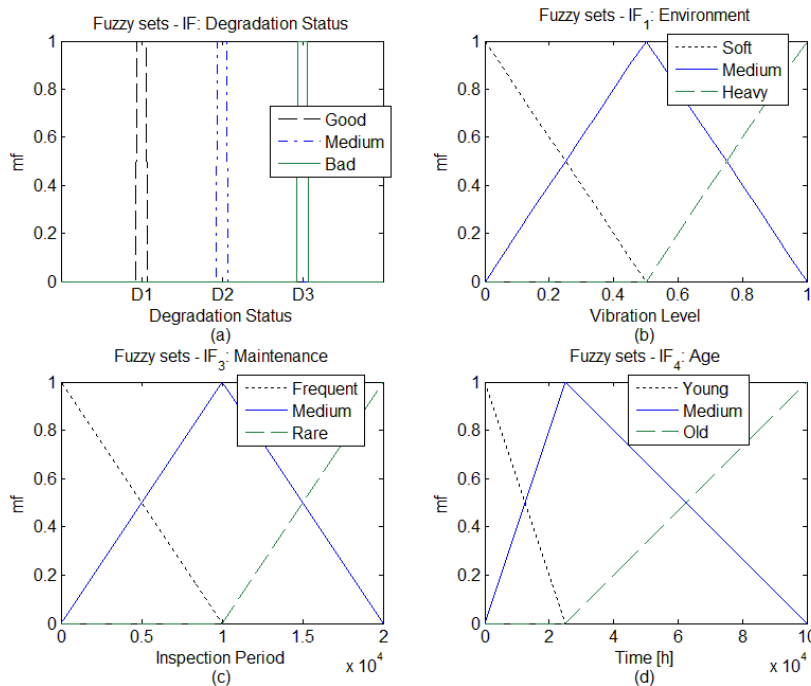 Fuzzy sets - IF: Degradation Status
1
0.8
0.6
0.4
0.2
0
mf
Good
Medium
Bad
D1 D2 D3
Degradation Status
(a)
Fuzzy sets - IF1: Environment
1
0.8
0.6
0.4
0.2
0
mf
Soft
Medium
Heavy
0 0.2 0.4 0.6 0.8 1
Vibration Level
(b)
Fuzzy sets - IF3: Maintenance
1
0.8
0.6
0.4
0.2
0
mf
Frequent
Medium
Rare
0 0.5 1 1.5 2
Inspection Period
x 10^4
(c)
Fuzzy sets - IF4: Age
1
0.8
0.6
0.4
0.2
0
mf
Young
Medium
Old
0 2 4 6 8 10
Time [h]
x 10^4
(d)